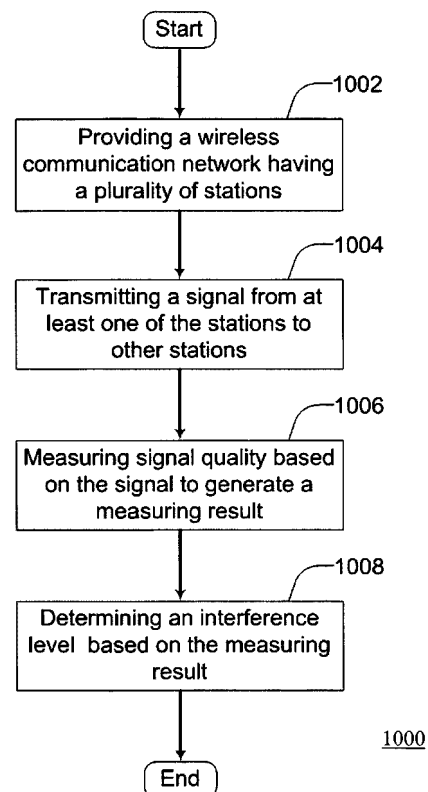 Start
1002
Providing a wireless
communication network having
a plurality of stations
1004
Transmitting a signal from at
least one of the stations to
other stations
1006
Measuring signal quality based
on the signal to generate a
measuring result
1008
Determining an interference
level based on the measuring
result
1000
End